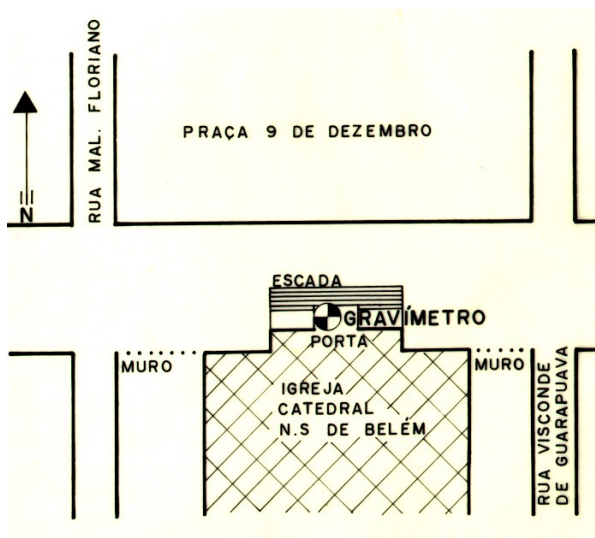 RUA MAL. FLORIANO
PRAÇA 9 DE DEZEMBRO
N
ESCADA
GRAVÍMETRO
PORTA
MURO
MURO
IGREJA
CATEDRAL
N.S DE BELÉM
RUA VISCONDE
DE GUARAPUAVA